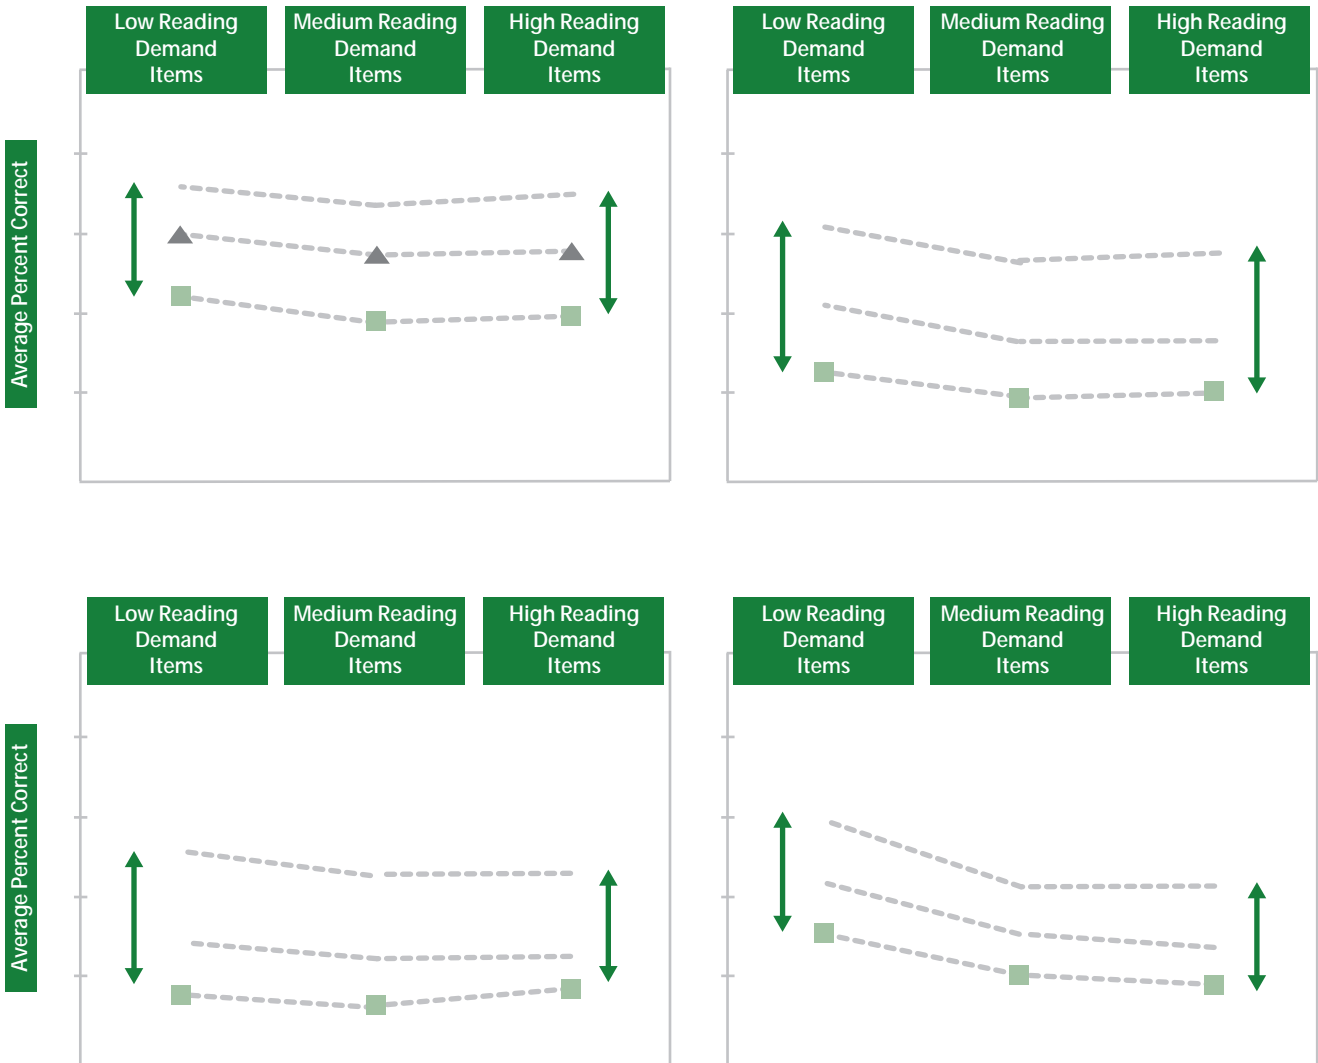 Low Reading
Demand
Items
Medium Reading
Demand
Items
High Reading
Demand
Items
Low Reading
Demand
Items
Medium Reading
Demand
Items
High Reading
Demand
Items
Average Percent Correct
Low Reading
Demand
Items
Medium Reading
Demand
Items
High Reading
Demand
Items
Low Reading
Demand
Items
Medium Reading
Demand
Items
High Reading
Demand
Items
Average Percent Correct